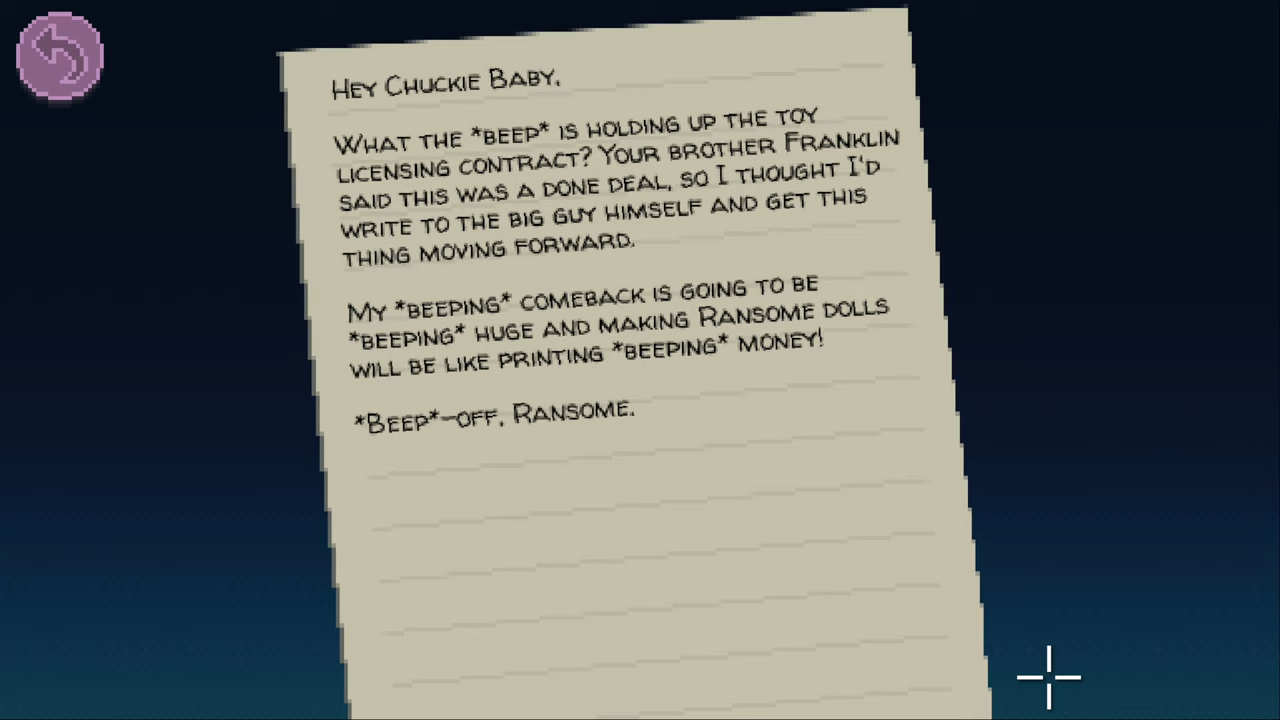 Hey Chuckie Baby,
What the *beep* is holding up the toy
licensing contract? Your brother Franklin
said this was a done deal, so I thought I'd
write to the big guy himself and get this
thing moving forward.
My *beeping* comeback is going to be
*beeping* huge and making Ransome dolls
will be like printing *beeping* money!
*Beep*-off, Ransome.